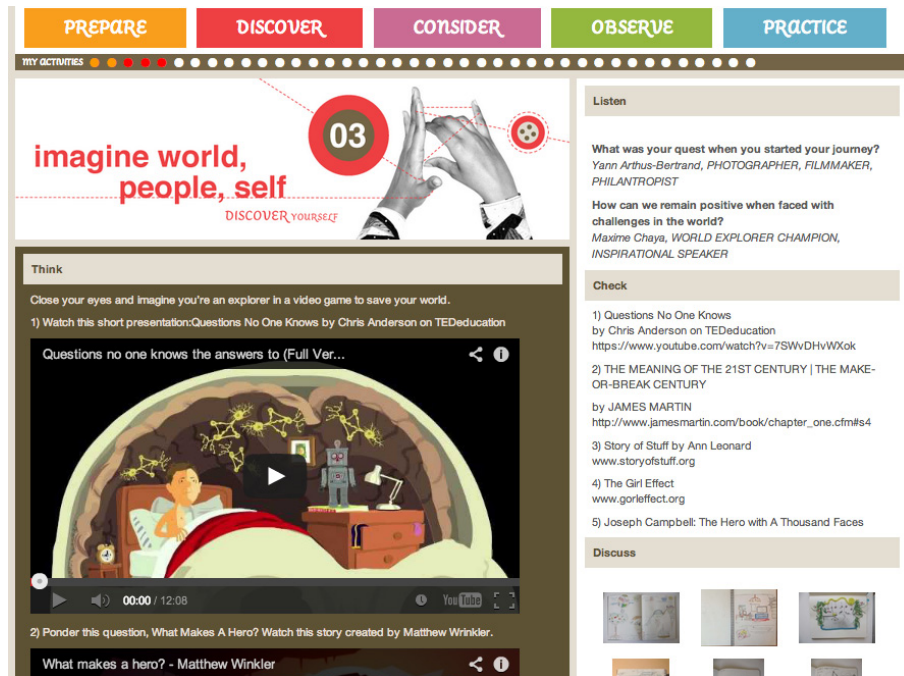 PREPARE
DISCOVER
CONSIDER
OBSERVE
PRACTICE
MY ACTIVITIES
03
imagine world,
people, self
DISCOVER YOURSELF
Think
Close your eyes and imagine you're an explorer in a video game to save your world.
1) Watch this short presentation:Questions No One Knows by Chris Anderson on TEDeducation
Questions no one knows the answers to (Full Ver...
00:00 / 12:08
YouTube
2) Ponder this question, What Makes A Hero? Watch this story created by Matthew Wrinkler.
What makes a hero? - Matthew Winkler
Listen
What was your quest when you started your journey?
Yann Arthus-Bertrand, PHOTOGRAPHER, FILMMAKER,
PHILANTROPIST
How can we remain positive when faced with
challenges in the world?
Maxime Chaya, WORLD EXPLORER CHAMPION,
INSPIRATIONAL SPEAKER
Check
1) Questions No One Knows
by Chris Anderson on TEDeducation
https://www.youtube.com/watch?v=7SWvDHvWXok
2) THE MEANING OF THE 21ST CENTURY | THE MAKE-
OR-BREAK CENTURY
by JAMES MARTIN
http://www.jamesmartin.com/book/chapter_one.cfm#s4
3) Story of Stuff by Ann Leonard
www.storyofstuff.org
4) The Girl Effect
www.gorleffect.org
5) Joseph Campbell: The Hero with A Thousand Faces
Discuss